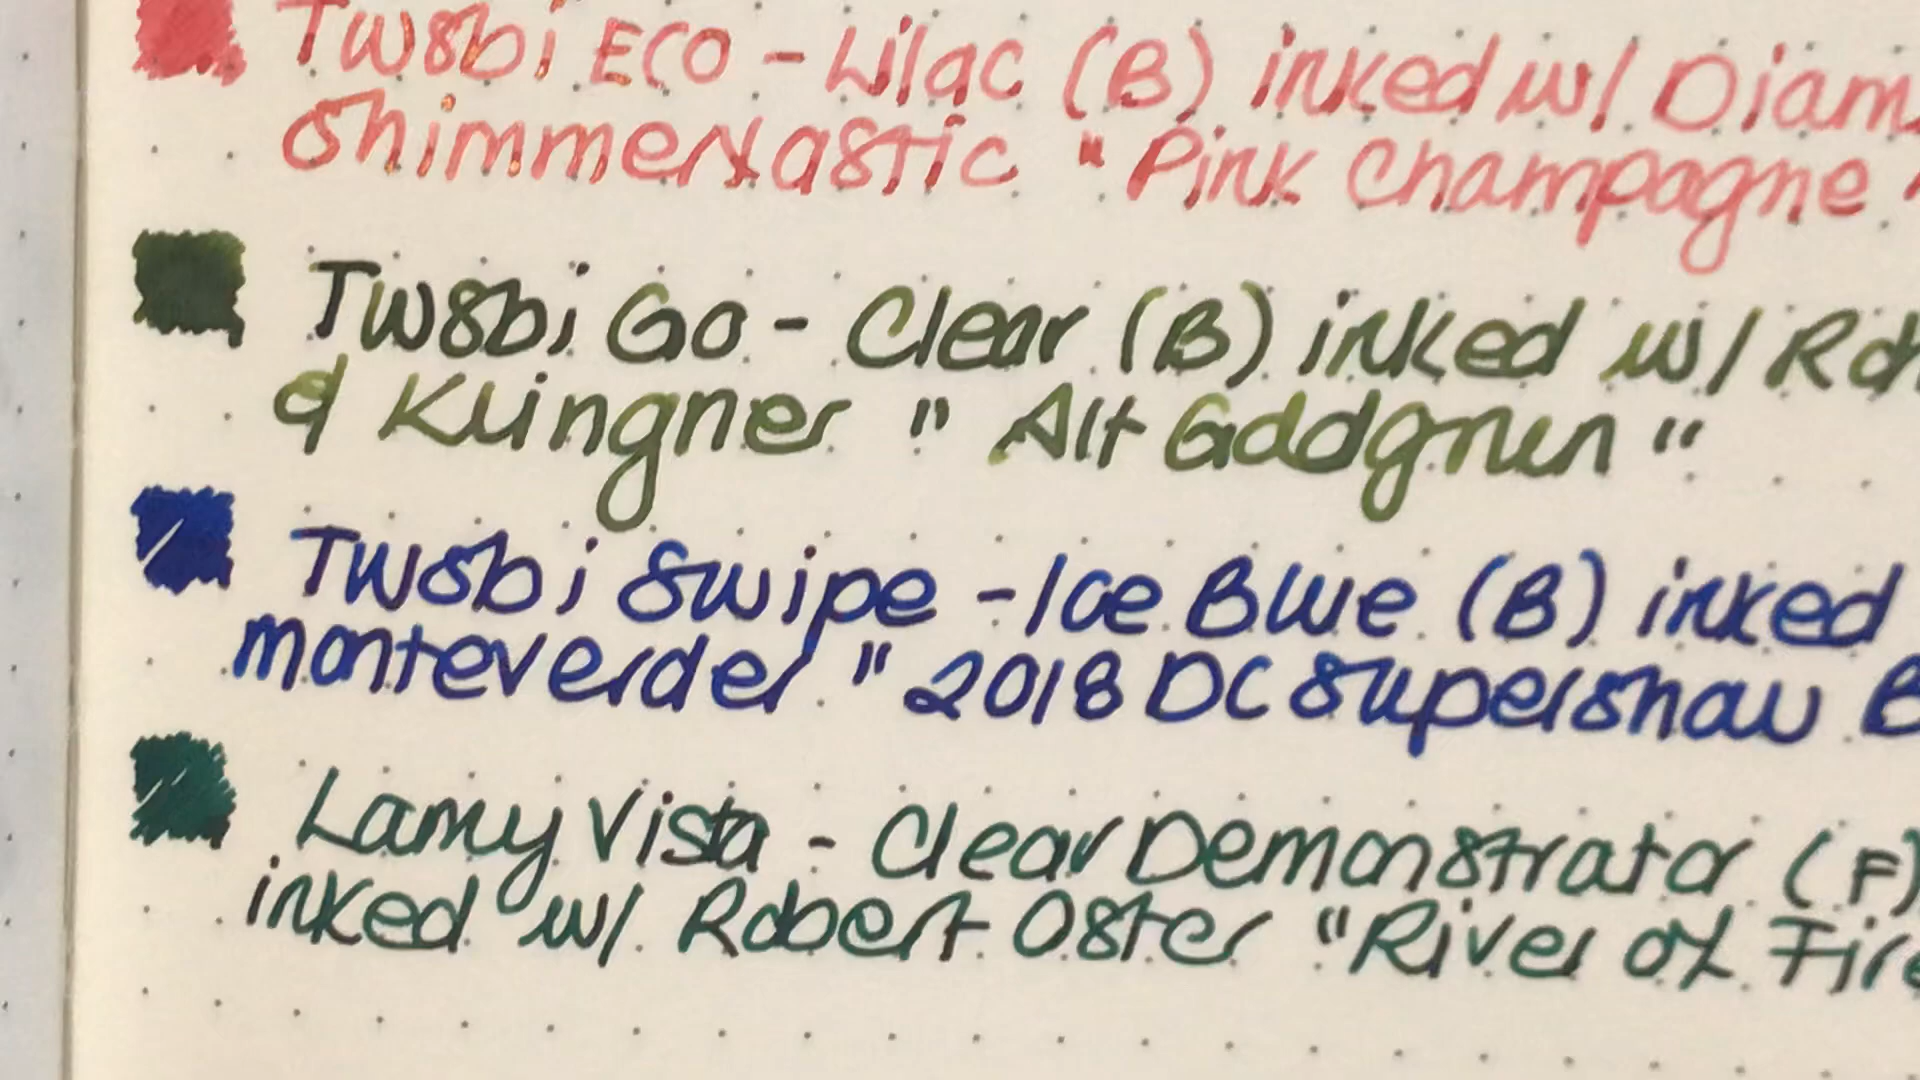 Twsbi ECO - Lilac (B) inked w/ Diam
Shimmertastic "Pink Champagne"
Twsbi Go - Clear (B) inked w/ Roh
& Klingner "Alt Goldgrun"
Twsbi Swipe - Ice Blue (B) inked
monteverder "2018 DC Supershow B
Lamy Vista - Clear Demonstrator (F)
inked w/ Robert Oster "River of Fire